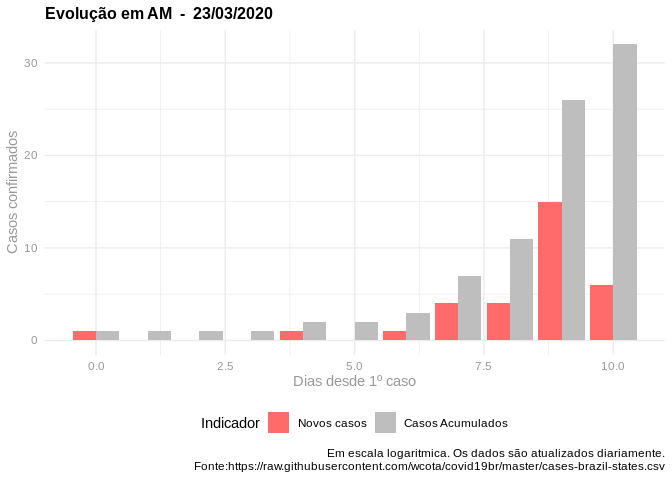 Evolução em AM - 23/03/2020
Casos confirmados
30
20
10
0
0.0 2.5 5.0 7.5 10.0
Dias desde 1º caso
Indicador Novos casos Casos Acumulados
Em escala logaritmica. Os dados são atualizados diariamente.
Fonte:https://raw.githubusercontent.com/wcota/covid19br/master/cases-brazil-states.csv